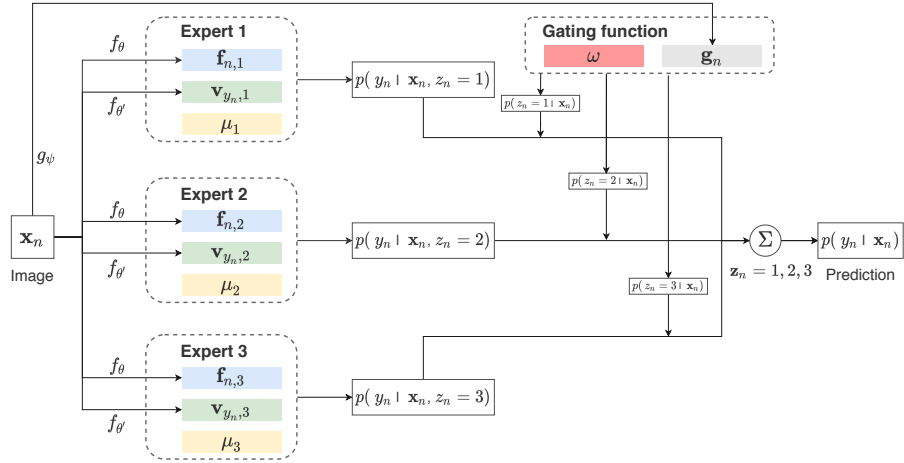 Expert 1
f_θ
f_{n,1}
v_{y_n,1}
f_{θ'}
μ_1
p( y_n | x_n, z_n = 1)
Gating function
ω
g_n
p( z_n = 1 | x_n)
g_ψ
p( z_n = 2 | x_n)
Expert 2
f_θ
f_{n,2}
x_n
Image
v_{y_n,2}
f_{θ'}
μ_2
p( y_n | x_n, z_n = 2)
Σ
z_n = 1, 2, 3
p( y_n | x_n)
Prediction
p( z_n = 3 | x_n)
Expert 3
f_θ
f_{n,3}
v_{y_n,3}
f_{θ'}
μ_3
p( y_n | x_n, z_n = 3)